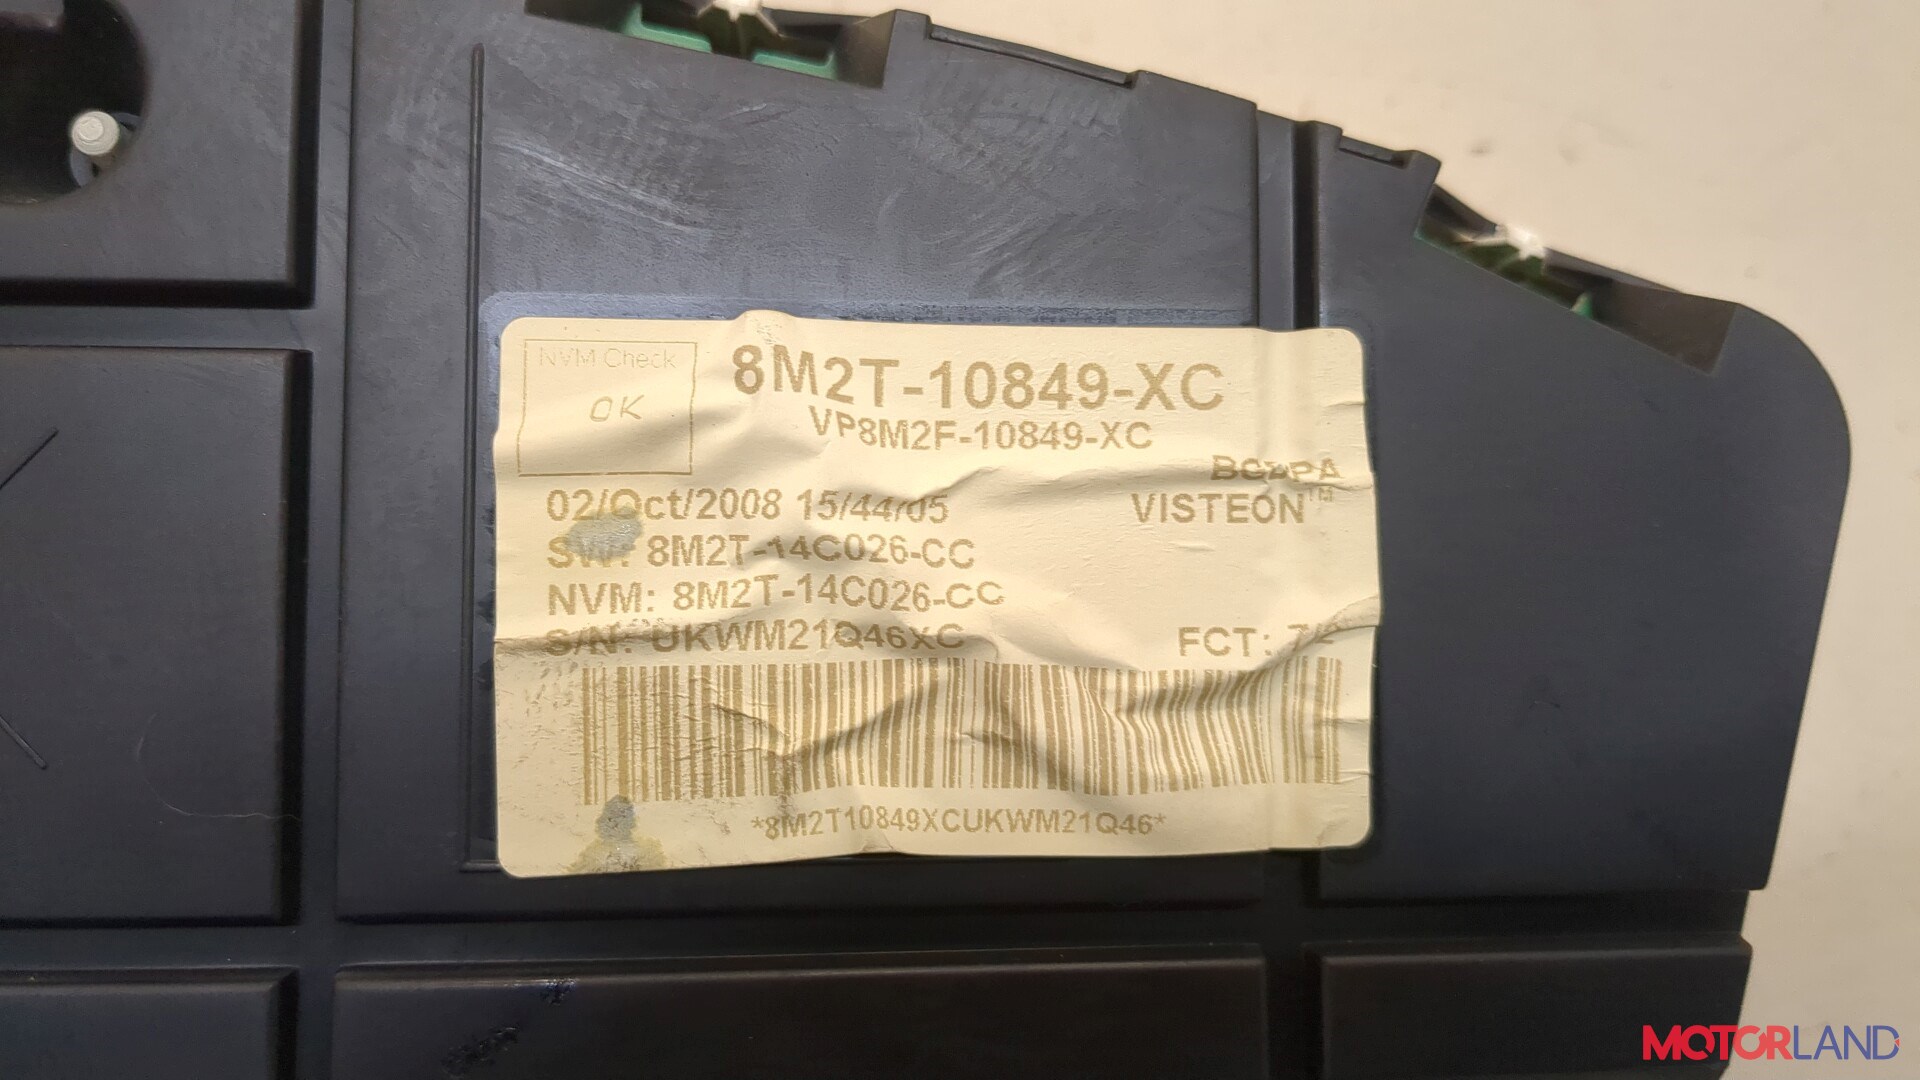 NVM Check
OK
8M2T-10849-XC
VP8M2F-10849-XC
02/Oct/2008 15/44/05
VISTEON™
SW: 8M2T-14C026-CC
NVM: 8M2T-14C026-CC
S/N: UKWM21Q46XC
FCT:
*8M2T10849XCUKWM21Q46*
MOTORLAND